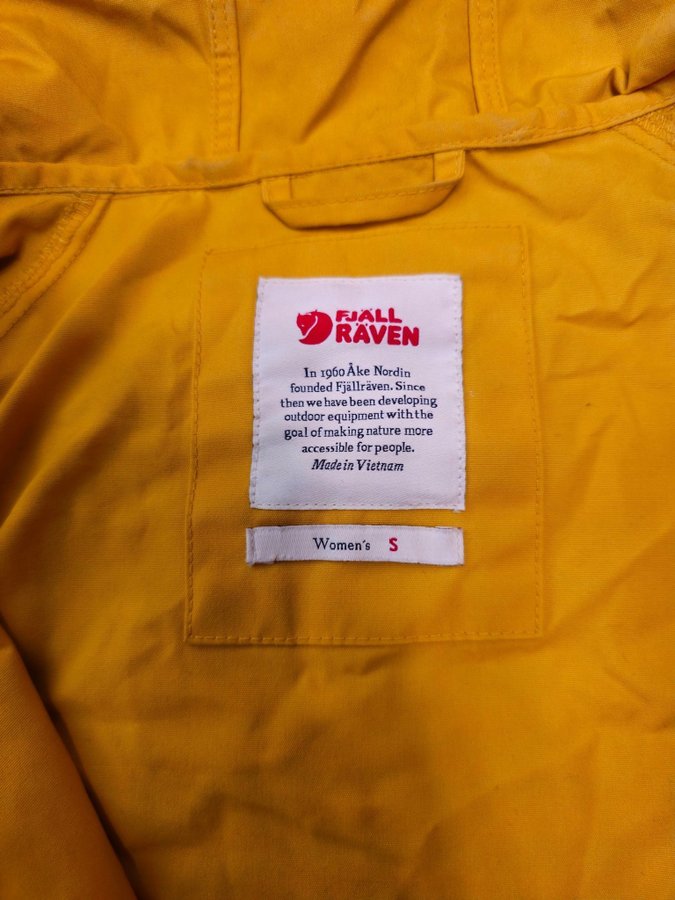 FJÄLL
RÄVEN
In 1960 Åke Nordin
founded Fjällräven. Since
then we have been developing
outdoor equipment with the
goal of making nature more
accessible for people.
Made in Vietnam
Women's S